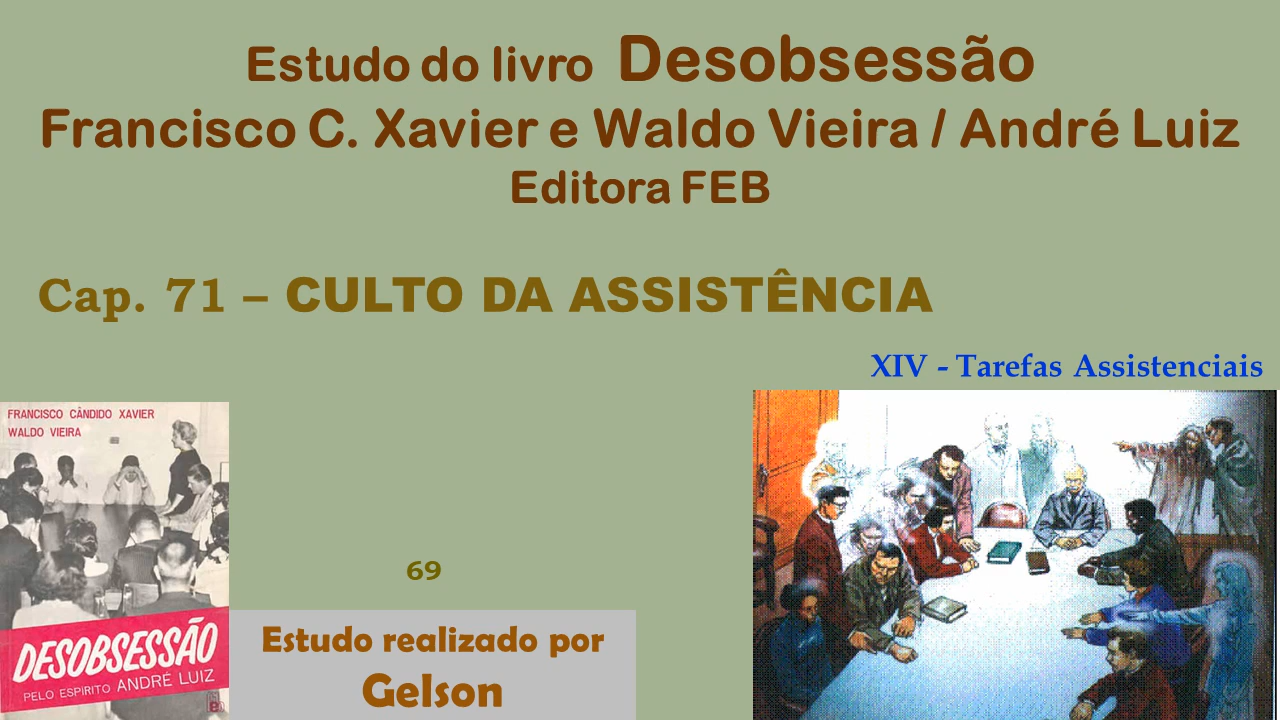 Estudo do livro Desobsessão
Francisco C. Xavier e Waldo Vieira / André Luiz
Editora FEB
Cap. 71 – CULTO DA ASSISTÊNCIA
XIV - Tarefas Assistenciais
FRANCISCO CÂNDIDO XAVIER
WALDO VIEIRA
DESOBSESSÃO
PELO ESPÍRITO ANDRÉ LUIZ
69
Estudo realizado por
Gelson